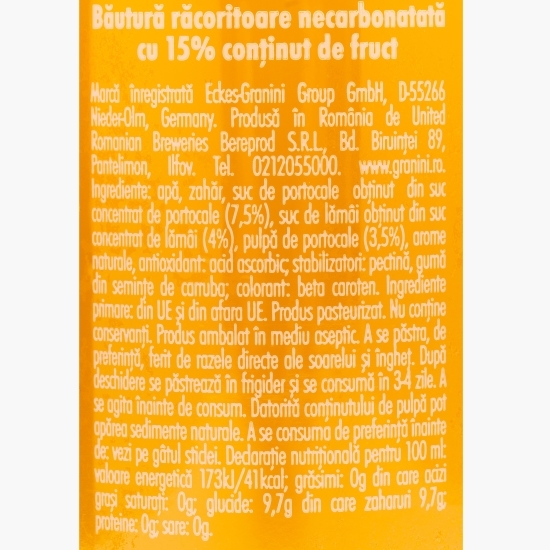 Băutură răcoritoare necarbonatată
cu 15% conținut de fruct
Marcă înregistrată Eckes-Granini Group GmbH, D-55266
Nieder-Olm, Germany. Produsă în România de United
Romanian Breweries Bereprod S.R.L, Bd. Biruinței 89,
Pantelimon, Ilfov. Tel. 0212055000. www.granini.ro.
Ingrediente: apă, zahăr, suc de portocale obținut din suc
concentrat de portocale (7,5%), suc de lămâi obținut din suc
concentrat de lămâi (4%), pulpă de portocale (3,5%), arome
naturale, antioxidant: acid ascorbic; stabilizatori: pectină, gumă
din semințe de carruba; colorant: beta caroten. Ingrediente
primare: din UE și din afara UE. Produs pasteurizat. Nu conține
conservanți. Produs ambalat în mediu aseptic. A se păstra, de
preferință, ferit de razele directe ale soarelui și îngheț. După
deschidere se păstrează în frigider și se consumă în 3-4 zile. A
se agita înainte de consum. Datorită conținutului de pulpă pot
apărea sedimente naturale. A se consuma de preferință înainte
de: vezi pe gâtul sticlei. Declarație nutrițională pentru 100 ml:
valoare energetică 173kJ/41kcal; grăsimi: 0g din care acizi
grași saturați: 0g; glucide: 9,7g din care zaharuri 9,7g;
proteine: 0g; sare: 0g.